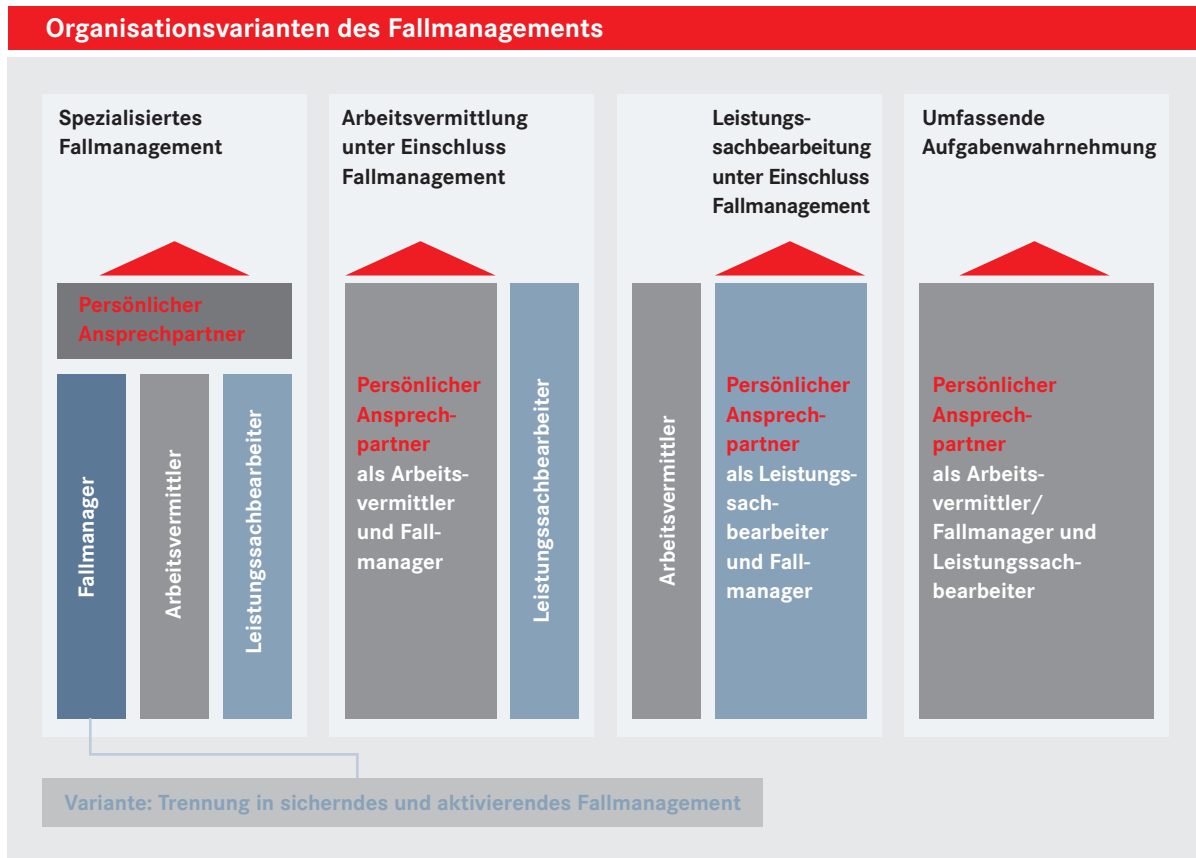 Organisationsvarianten des Fallmanagements
Spezialisiertes
Fallmanagement
Persönlicher
Ansprechpartner
Fallmanager
Arbeitsvermittler
Leistungssachbearbeiter
Arbeitsvermittlung
unter Einschluss
Fallmanagement
Persönlicher
Ansprech-
partner
als Arbeits-
vermittler
und Fall-
manager
Leistungssachbearbeiter
Leistungs-
sachbearbeitung
unter Einschluss
Fallmanagement
Arbeitsvermittler
Persönlicher
Ansprech-
partner
als Leistungs-
sach-
bearbeiter
und Fall-
manager
Umfassende
Aufgabenwahrnehmung
Persönlicher
Ansprech-
partner
als Arbeits-
vermittler/
Fallmanager und
Leistungssach-
bearbeiter
Variante: Trennung in sicherndes und aktivierendes Fallmanagement